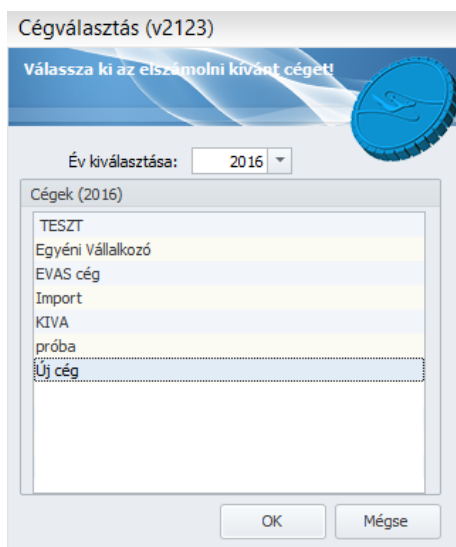 Cégválasztás (v2123)
Válassza ki az elszámolni kívánt céget!
Év kiválasztása: 2016
Cégek (2016)
TESZT
Egyéni Vállalkozó
EVAS cég
Import
KIVA
próba
Új cég
OK Mégse